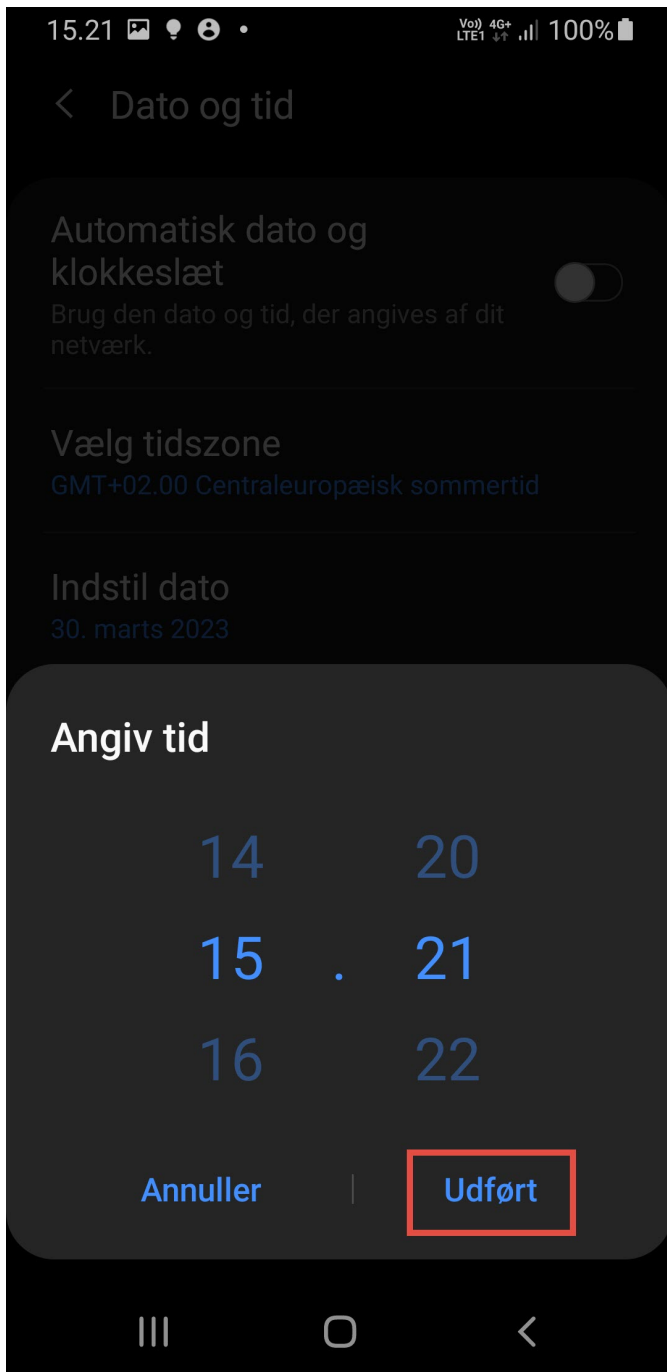 15.21 Vo)) 4G+ LTE1 100%
Dato og tid
Automatisk dato og
klokkeslæt
Brug den dato og tid, der angives af dit
netværk.
Vælg tidszone
GMT+02.00 Centraleuropæisk sommertid
Indstil dato
30. marts 2023
Angiv tid
14 20
15 . 21
16 22
Annuller Udført